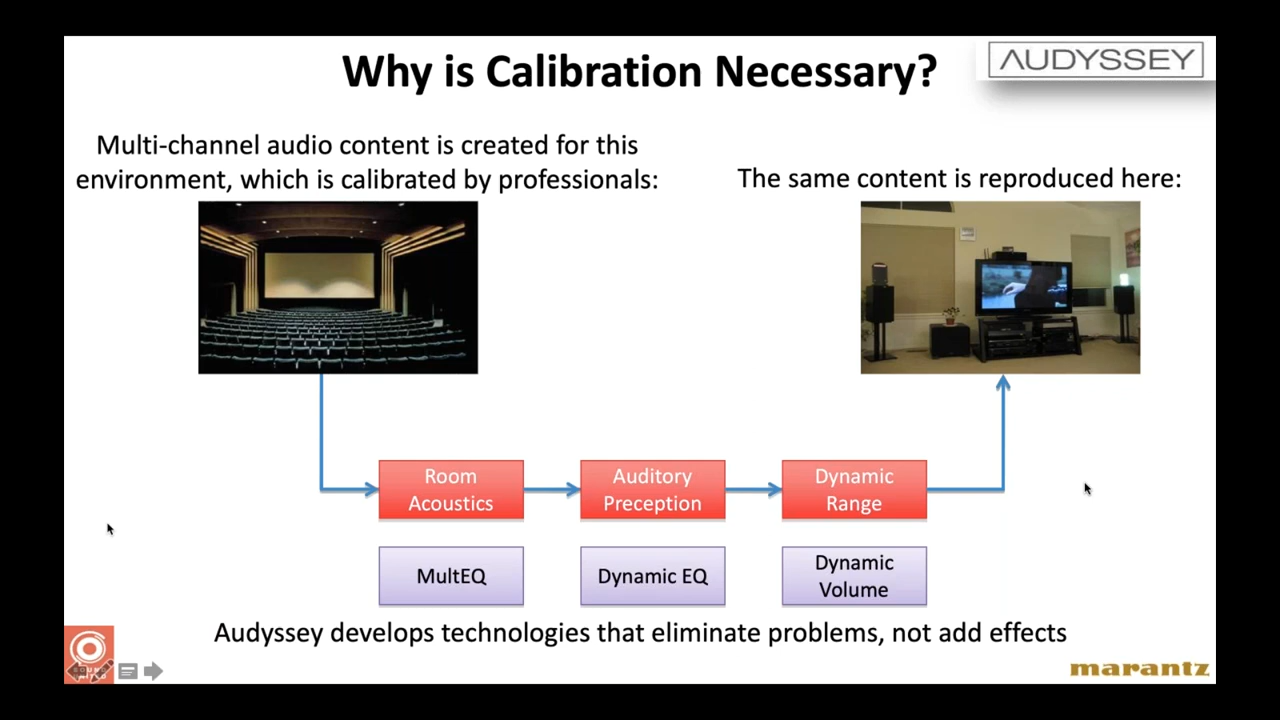 Why is Calibration Necessary?
AUDYSSEY
Multi-channel audio content is created for this
environment, which is calibrated by professionals:
The same content is reproduced here:
Room
Acoustics
Auditory
Preception
Dynamic
Range
MultEQ
Dynamic EQ
Dynamic
Volume
Audyssey develops technologies that eliminate problems, not add effects
marantz